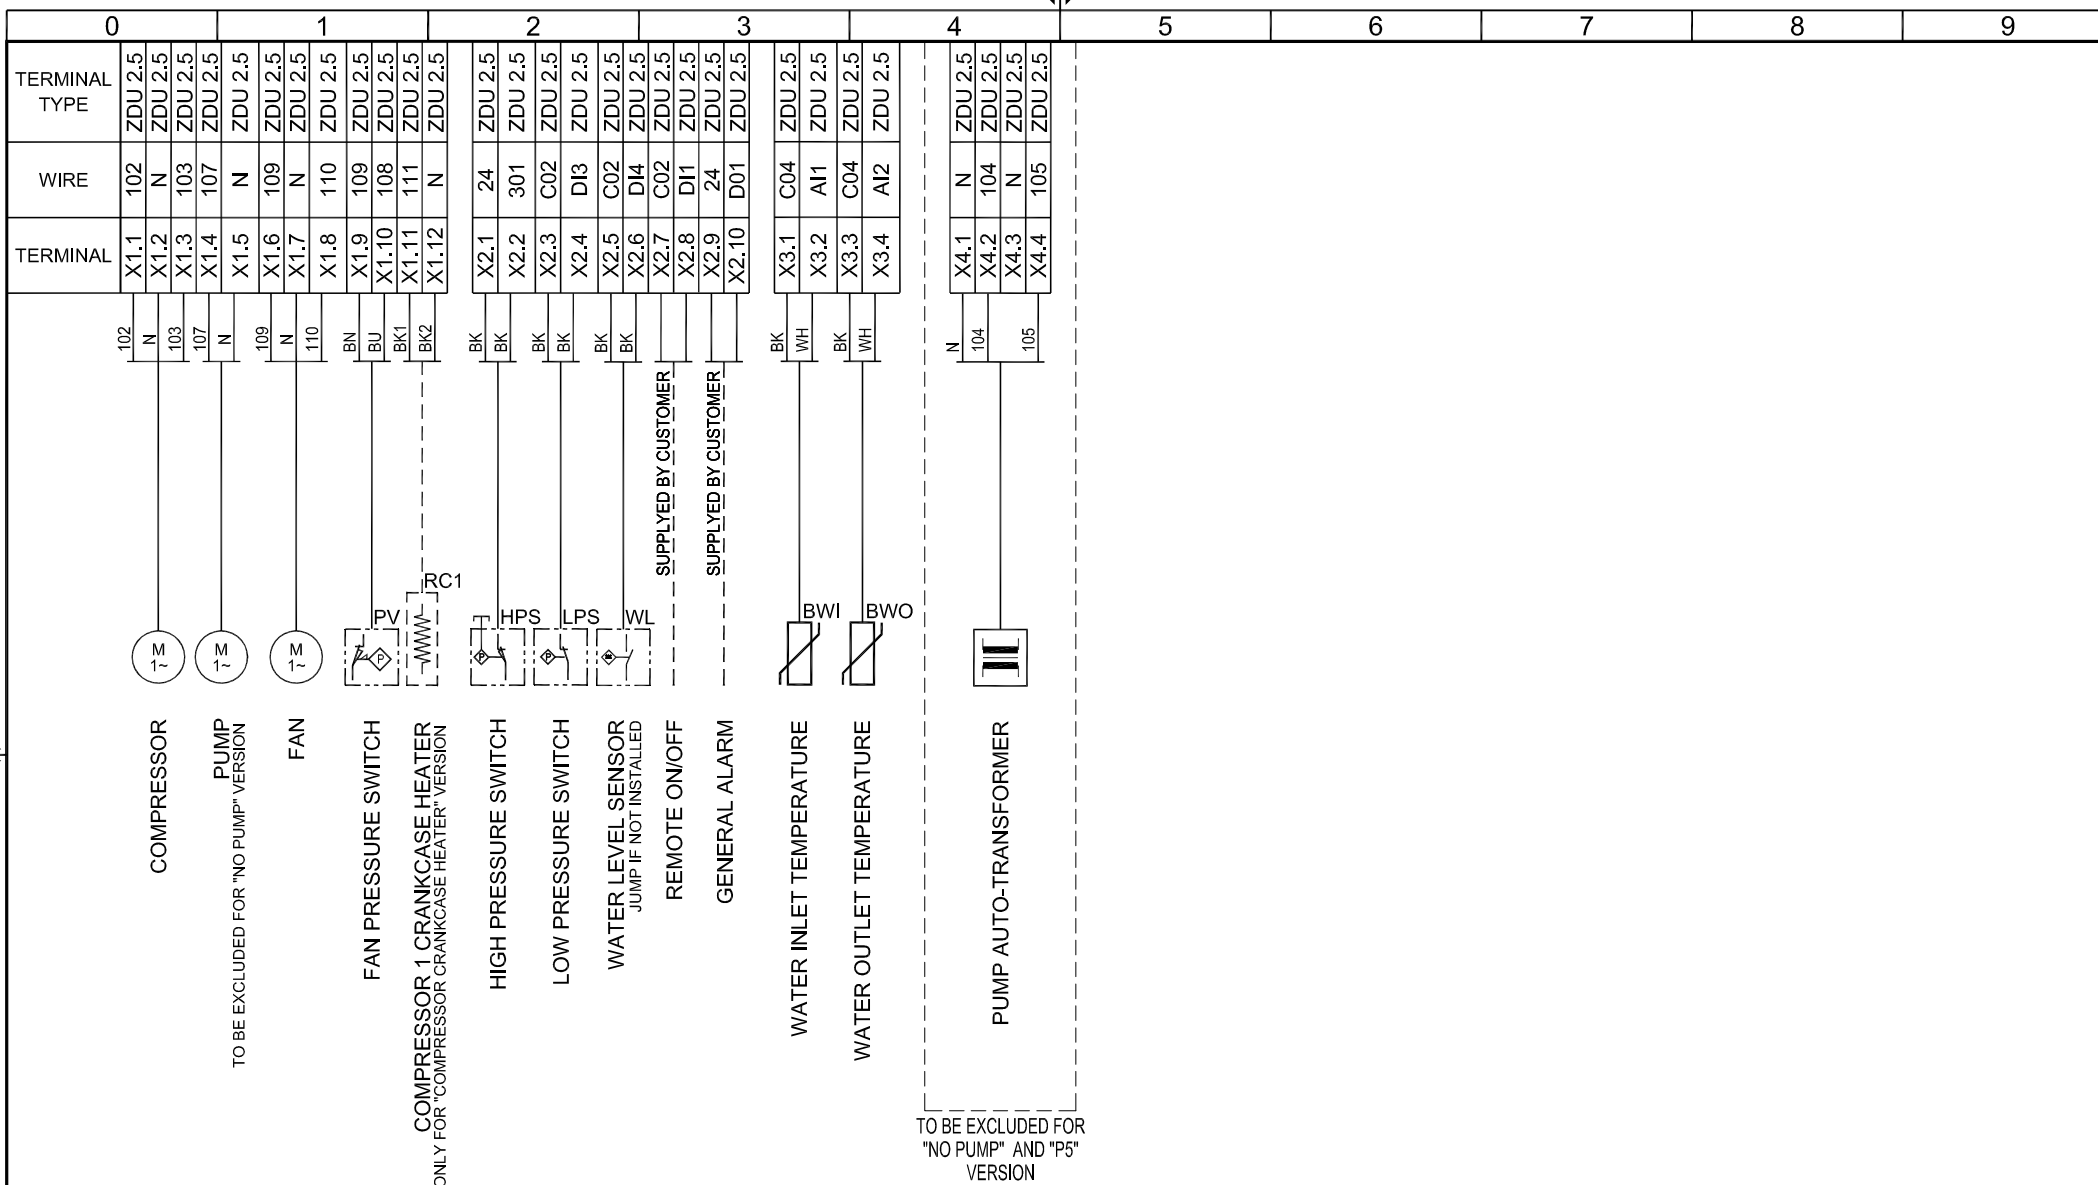 0 1 2 3 4 5 6 7 8 9
TERMINAL
TYPE
ZDU 2.5 ZDU 2.5 ZDU 2.5 ZDU 2.5 ZDU 2.5 ZDU 2.5 ZDU 2.5 ZDU 2.5 ZDU 2.5 ZDU 2.5 ZDU 2.5 ZDU 2.5 ZDU 2.5 ZDU 2.5 ZDU 2.5 ZDU 2.5 ZDU 2.5 ZDU 2.5 ZDU 2.5 ZDU 2.5 ZDU 2.5 ZDU 2.5 ZDU 2.5 ZDU 2.5 ZDU 2.5 ZDU 2.5 ZDU 2.5 ZDU 2.5 ZDU 2.5 ZDU 2.5
WIRE 102 N 103 107 N 109 N 110 109 108 111 N 24 301 C02 DI3 C02 DI4 C02 DI1 24 D01 C04 AI1 C04 AI2 N 104 N 105
TERMINAL X1.1 X1.2 X1.3 X1.4 X1.5 X1.6 X1.7 X1.8 X1.9 X1.10 X1.11 X1.12 X2.1 X2.2 X2.3 X2.4 X2.5 X2.6 X2.7 X2.8 X2.9 X2.10 X3.1 X3.2 X3.3 X3.4 X4.1 X4.2 X4.3 X4.4
102 N 103 107 N 109 N 110 BN BU BK1 BK2 BK BK BK BK BK BK BK WH BK WH N 104 105
SUPPLYED BY CUSTOMER
SUPPLYED BY CUSTOMER
RC1
PV HPS LPS WL BWI BWO
M
1~
M
1~
M
1~
P
P
P
COMPRESSOR
PUMP
TO BE EXCLUDED FOR "NO PUMP" VERSION
FAN
FAN PRESSURE SWITCH
COMPRESSOR 1 CRANKCASE HEATER
ONLY FOR "COMPRESSOR CRANKCASE HEATER" VERSION
HIGH PRESSURE SWITCH
LOW PRESSURE SWITCH
WATER LEVEL SENSOR
JUMP IF NOT INSTALLED
REMOTE ON/OFF
GENERAL ALARM
WATER INLET TEMPERATURE
WATER OUTLET TEMPERATURE
PUMP AUTO-TRANSFORMER
TO BE EXCLUDED FOR
"NO PUMP" AND "P5"
VERSION